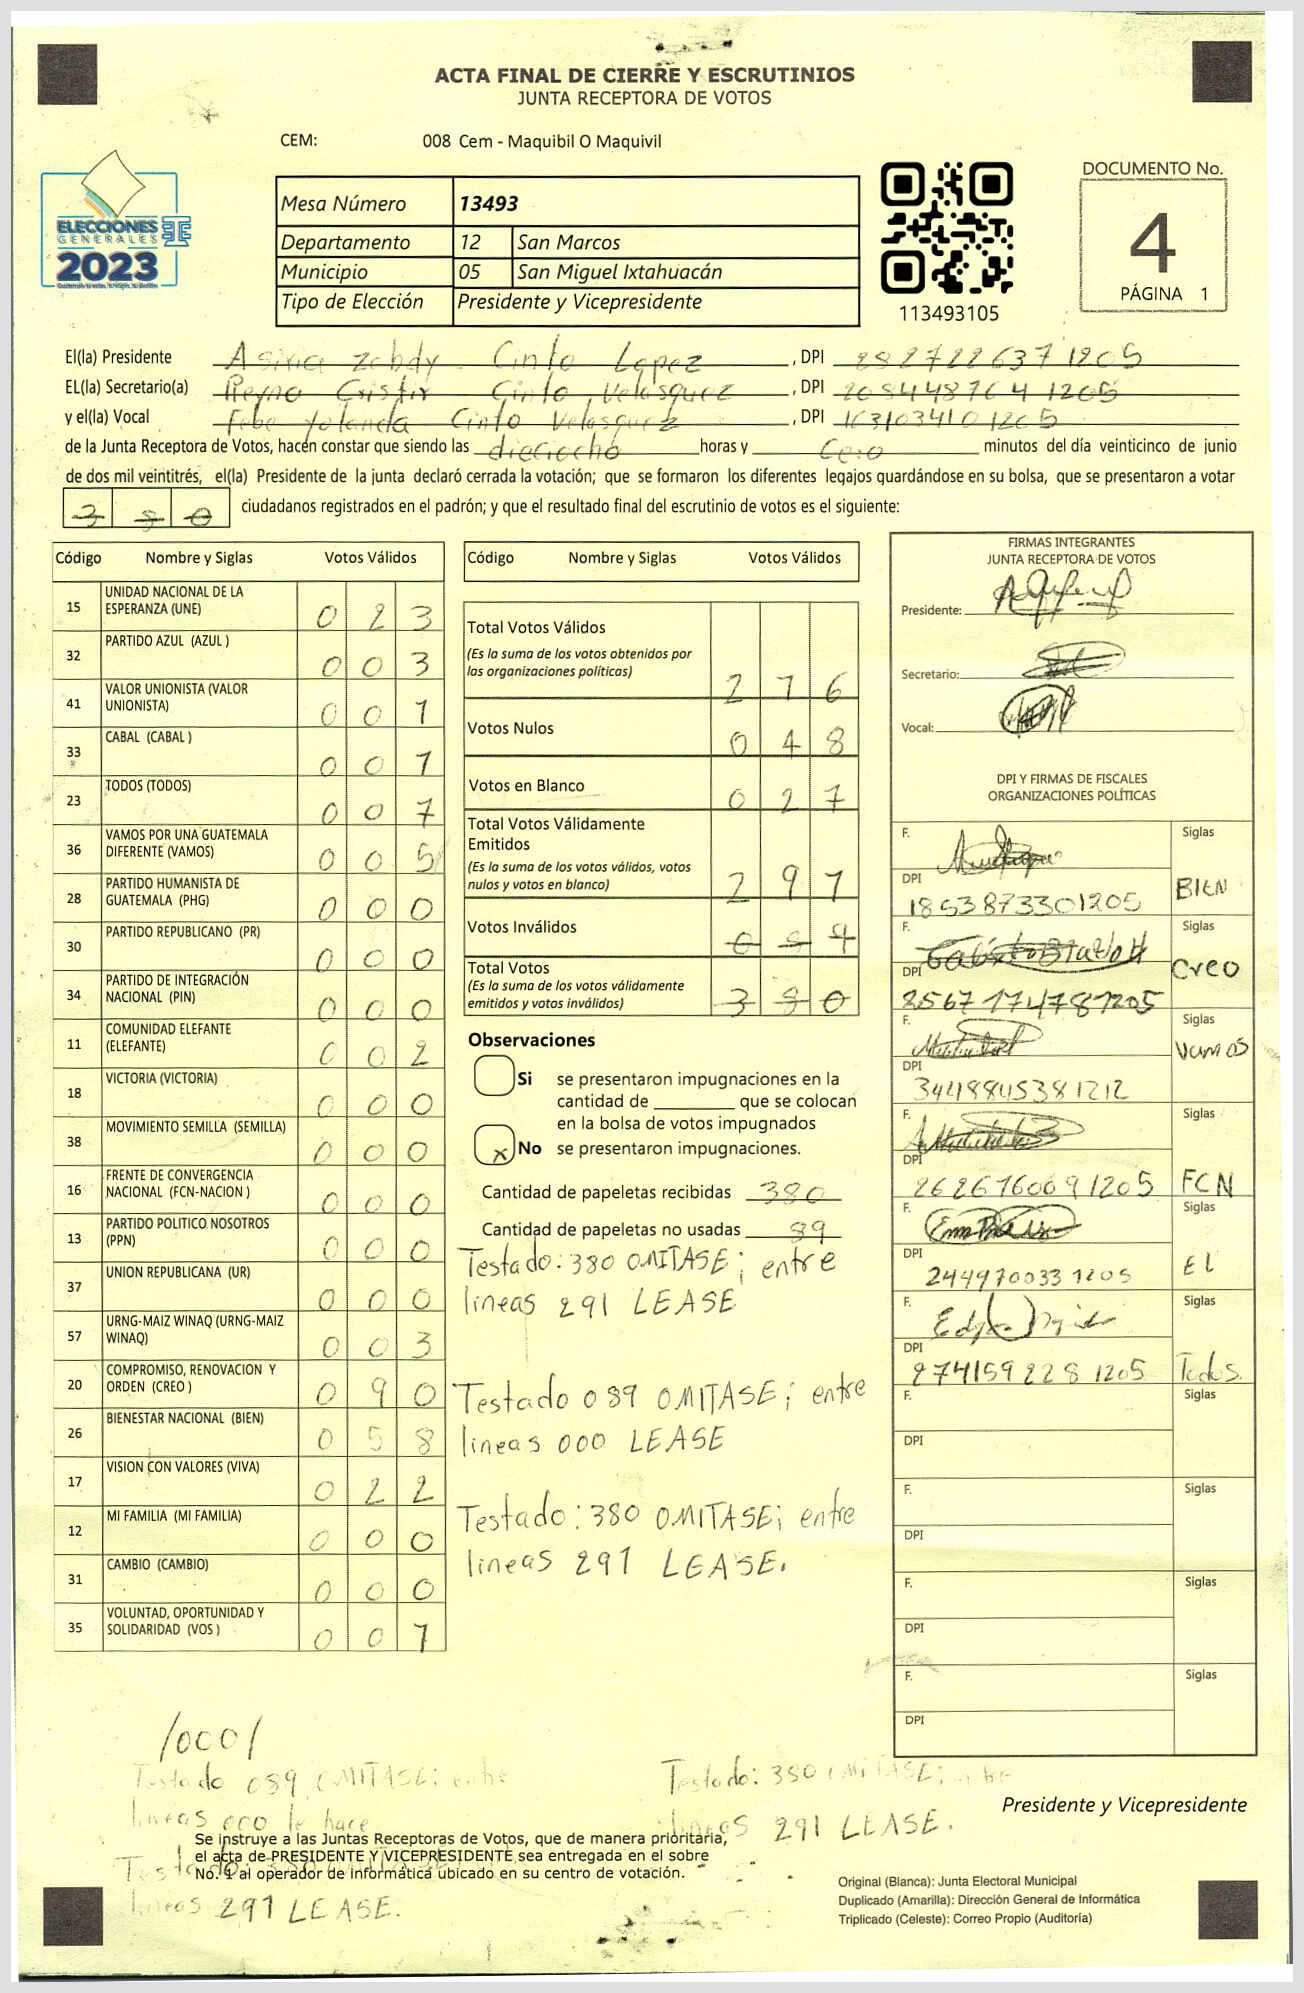 ACTA FINAL DE CIERRE Y ESCRUTINIOS
JUNTA RECEPTORA DE VOTOS
CEM: 008 Cem - Maquibil O Maquivil
ELECCIONES
GENERALES
2023
Mesa Número 13493
Departamento 12 San Marcos
Municipio 05 San Miguel Ixtahuacán
Tipo de Elección Presidente y Vicepresidente
113493105
DOCUMENTO No.
4
PÁGINA 1
El(la) Presidente Cinto Lopez , DPI 282722637 1205
EL(la) Secretario(a) Cinto Velasquez , DPI 208448764 1205
y el(la) Vocal Febe Yolanda Cinto Velasquez , DPI 163103410 1205
de la Junta Receptora de Votos, hacen constar que siendo las dieciocho horas y Cero minutos del día veinticinco de junio
de dos mil veintitrés, el(la) Presidente de la junta declaró cerrada la votación; que se formaron los diferentes legajos guardándose en su bolsa, que se presentaron a votar
3 8 0 ciudadanos registrados en el padrón; y que el resultado final del escrutinio de votos es el siguiente:
Código Nombre y Siglas Votos Válidos
15 UNIDAD NACIONAL DE LA ESPERANZA (UNE) 0 2 3
32 PARTIDO AZUL (AZUL ) 0 0 3
41 VALOR UNIONISTA (VALOR UNIONISTA) 0 0 1
33 CABAL (CABAL ) 0 0 1
23 TODOS (TODOS) 0 0 7
36 VAMOS POR UNA GUATEMALA DIFERENTE (VAMOS) 0 0 5
28 PARTIDO HUMANISTA DE GUATEMALA (PHG) 0 0 0
30 PARTIDO REPUBLICANO (PR) 0 0 0
34 PARTIDO DE INTEGRACIÓN NACIONAL (PIN) 0 0 0
11 COMUNIDAD ELEFANTE (ELEFANTE) 0 0 2
18 VICTORIA (VICTORIA) 0 0 0
38 MOVIMIENTO SEMILLA (SEMILLA) 0 0 0
16 FRENTE DE CONVERGENCIA NACIONAL (FCN-NACION ) 0 0 0
13 PARTIDO POLITICO NOSOTROS (PPN) 0 0 0
37 UNION REPUBLICANA (UR) 0 0 0
57 URNG-MAIZ WINAQ (URNG-MAIZ WINAQ) 0 0 3
20 COMPROMISO, RENOVACION Y ORDEN (CREO ) 0 9 0
26 BIENESTAR NACIONAL (BIEN) 0 5 8
17 VISION CON VALORES (VIVA) 0 2 2
12 MI FAMILIA (MI FAMILIA) 0 0 0
31 CAMBIO (CAMBIO) 0 0 0
35 VOLUNTAD, OPORTUNIDAD Y SOLIDARIDAD (VOS ) 0 0 1
Código Nombre y Siglas Votos Válidos
Total Votos Válidos
(Es la suma de los votos obtenidos por
las organizaciones políticas) 2 1 6
Votos Nulos 0 4 8
Votos en Blanco 0 2 7
Total Votos Válidamente
Emitidos
(Es la suma de los votos válidos, votos
nulos y votos en blanco) 2 9 1
Votos Inválidos 0 8 9
Total Votos
(Es la suma de los votos válidamente
emitidos y votos inválidos) 3 8 0
Observaciones
Si se presentaron impugnaciones en la
cantidad de ________ que se colocan
en la bolsa de votos impugnados
x No se presentaron impugnaciones.
Cantidad de papeletas recibidas 380
Cantidad de papeletas no usadas 89
Testado: 380 OMITASE; entre
lineas 291 LEASE
Testado 089 OMITASE; entre
lineas 000 LEASE
Testado: 380 OMITASE; entre
lineas 291 LEASE.
FIRMAS INTEGRANTES
JUNTA RECEPTORA DE VOTOS
Presidente:
Secretario:
Vocal:
DPI Y FIRMAS DE FISCALES
ORGANIZACIONES POLÍTICAS
F. Siglas
DPI 1853873301205 BIEN
F. Siglas
DPI 2567174781205 Creo
F. Siglas
DPI 3441884538 1212 Vamos
F. Siglas
DPI 262676009 1205 FCN
F. Siglas
DPI 244970033 1205 EL
F. Siglas
DPI 274159228 1205 Todos.
F. Siglas
DPI
F. Siglas
DPI
F. Siglas
DPI
F. Siglas
DPI
/000/
Testado 089 OMITASE; entre
lineas 000 le hace
Testado: 380 OMITASE
lineas 291 LEASE.
Testado: 380 OMITASE; entre
lineas 291 LEASE.
Presidente y Vicepresidente
Se instruye a las Juntas Receptoras de Votos, que de manera prioritaria,
el acta de PRESIDENTE Y VICEPRESIDENTE sea entregada en el sobre
No. 1 al operador de informática ubicado en su centro de votación.
Original (Blanca): Junta Electoral Municipal
Duplicado (Amarilla): Dirección General de Informática
Triplicado (Celeste): Correo Propio (Auditoría)